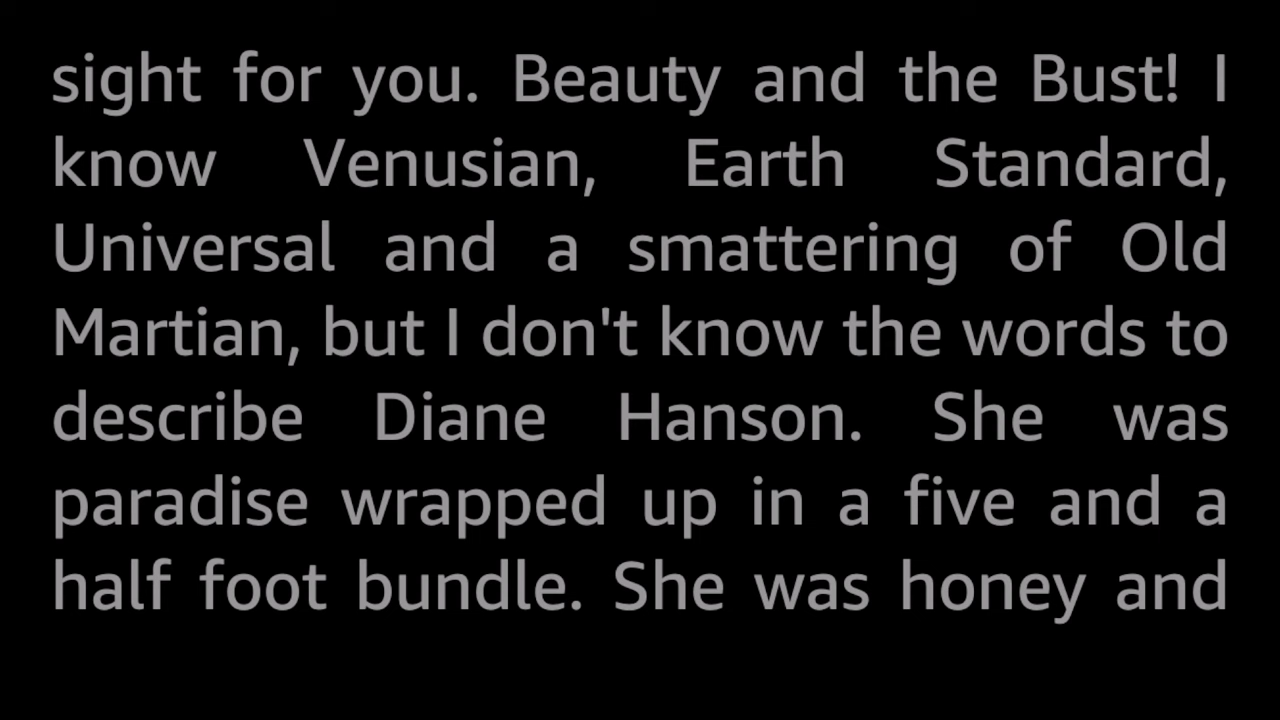 sight for you. Beauty and the Bust! I
know Venusian, Earth Standard,
Universal and a smattering of Old
Martian, but I don't know the words to
describe Diane Hanson. She was
paradise wrapped up in a five and a
half foot bundle. She was honey and